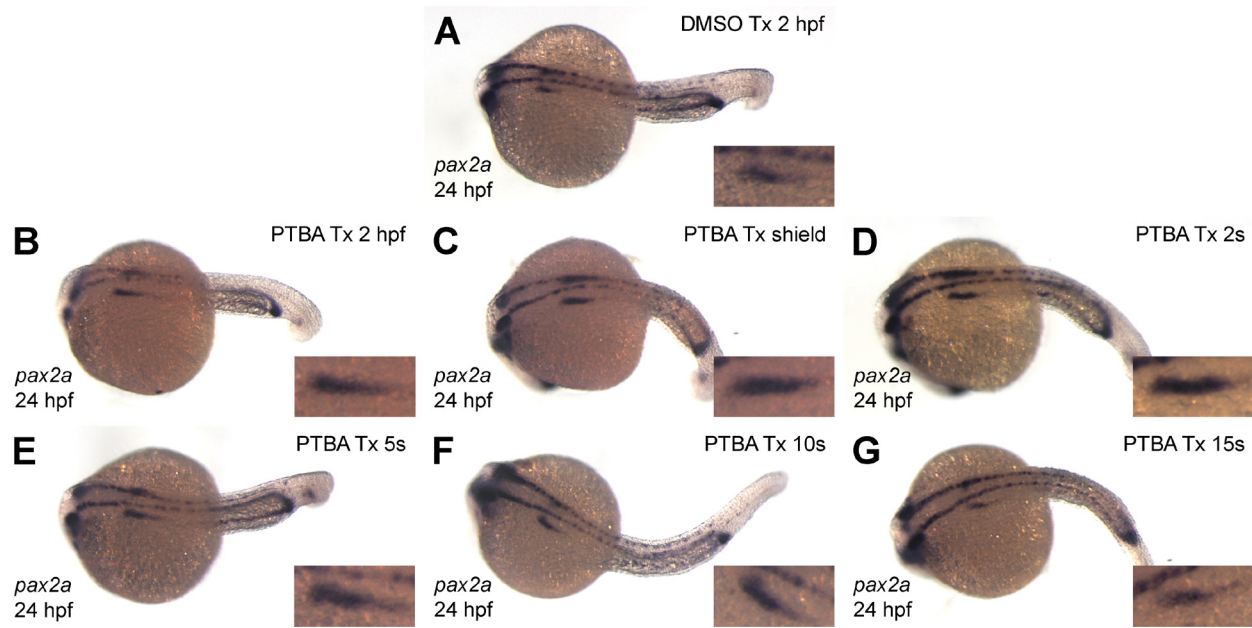 A
DMSO Tx 2 hpf
pax2a
24 hpf
B
PTBA Tx 2 hpf
pax2a
24 hpf
C
PTBA Tx shield
pax2a
24 hpf
D
PTBA Tx 2s
pax2a
24 hpf
E
PTBA Tx 5s
pax2a
24 hpf
F
PTBA Tx 10s
pax2a
24 hpf
G
PTBA Tx 15s
pax2a
24 hpf